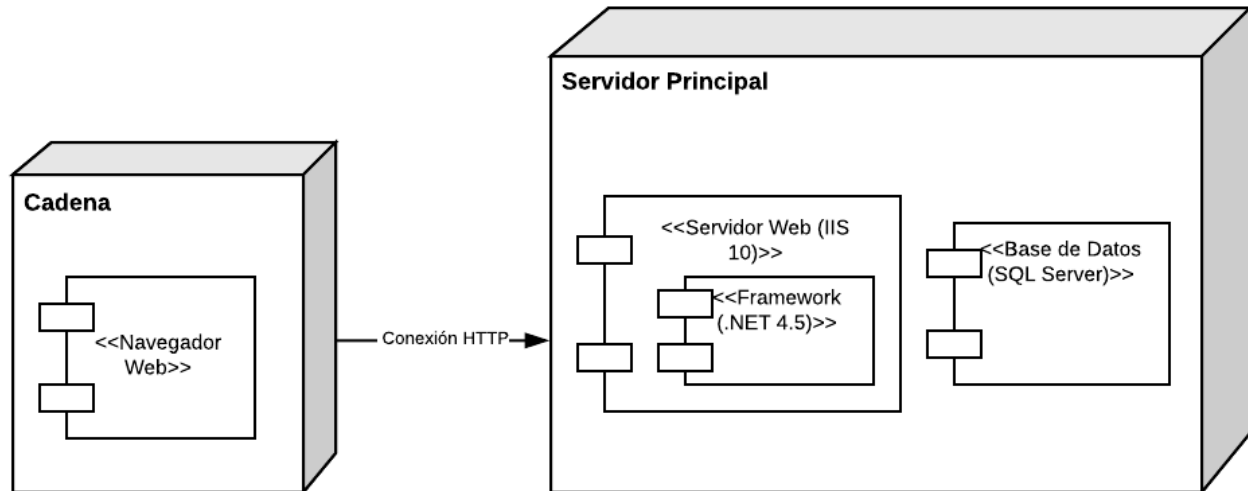 Servidor Principal
Cadena
<<Servidor Web (IIS
10)>>
<<Base de Datos
(SQL Server)>>
<<Framework
(.NET 4.5)>>
<<Navegador
Web>>
Conexión HTTP